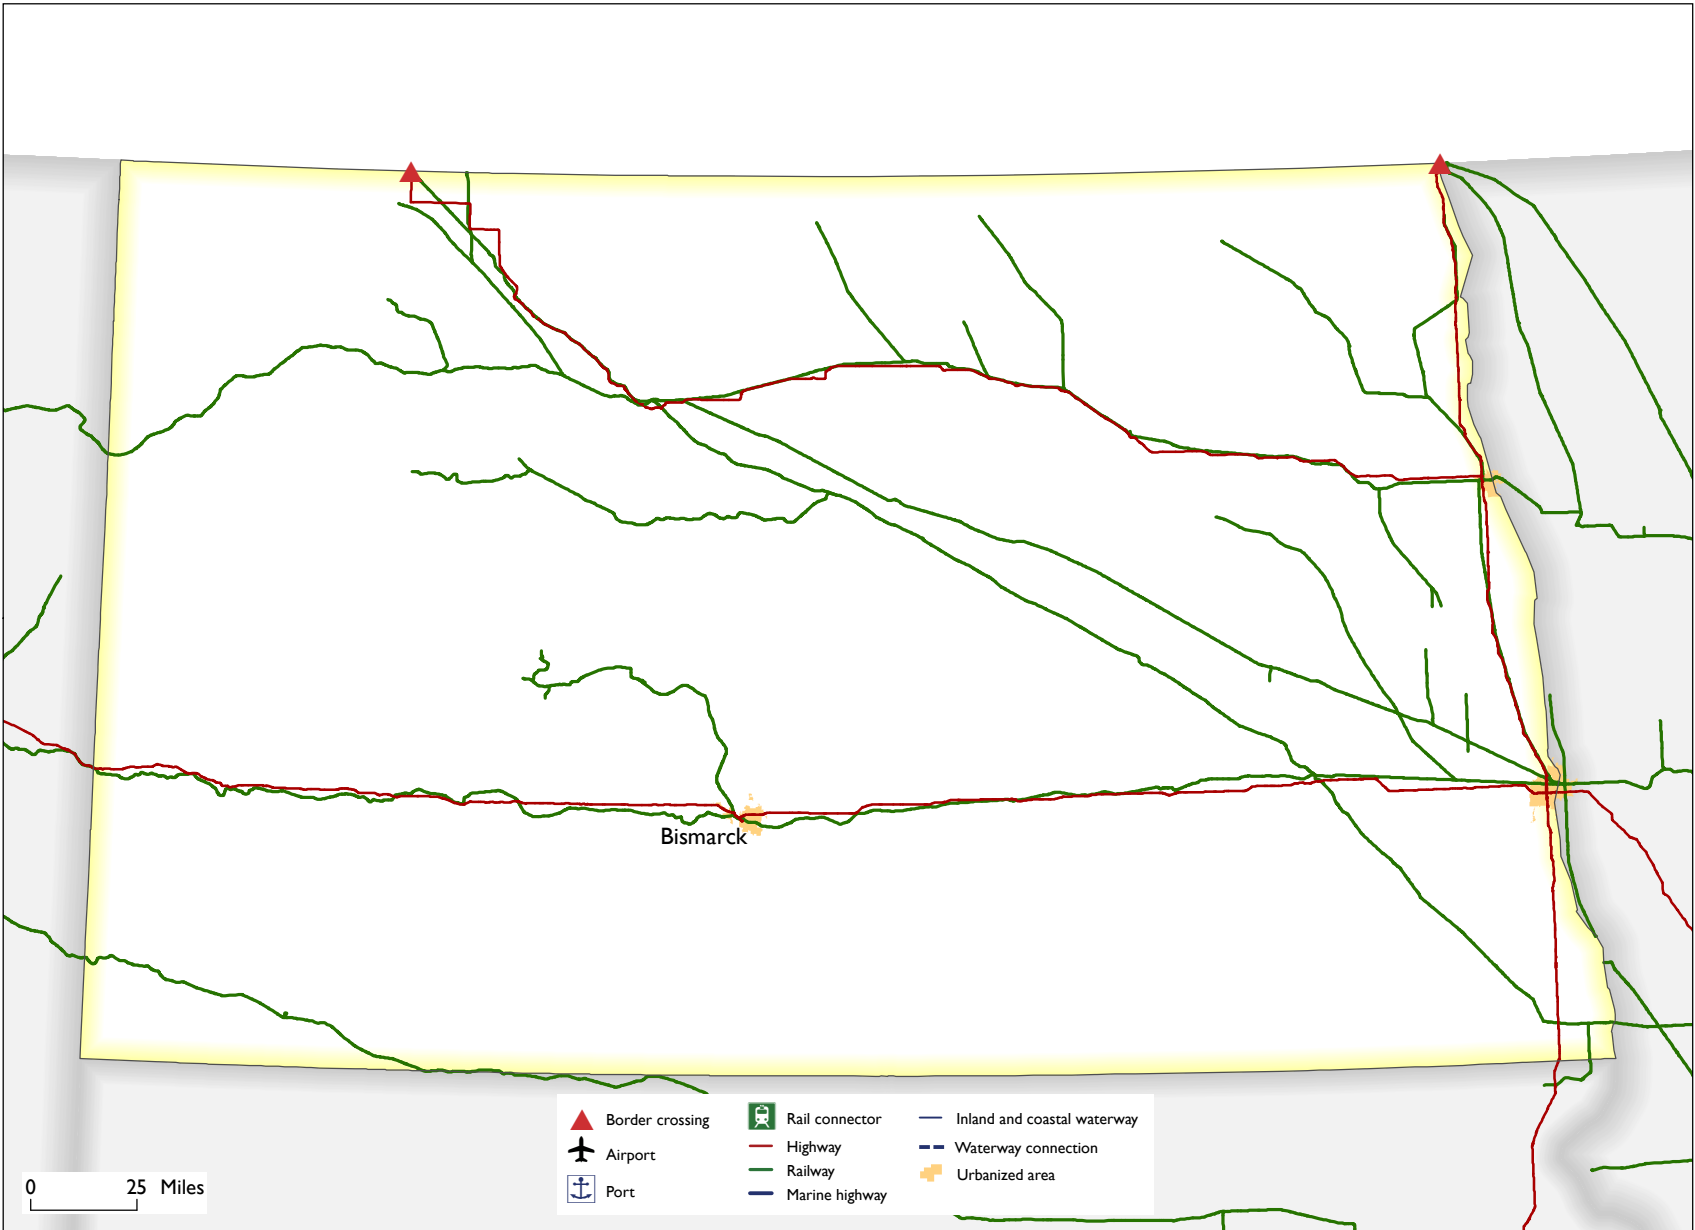 Bismarck
Border crossing
Airport
Port
Rail connector
Highway
Railway
Marine highway
Inland and coastal waterway
Waterway connection
Urbanized area
0 25 Miles